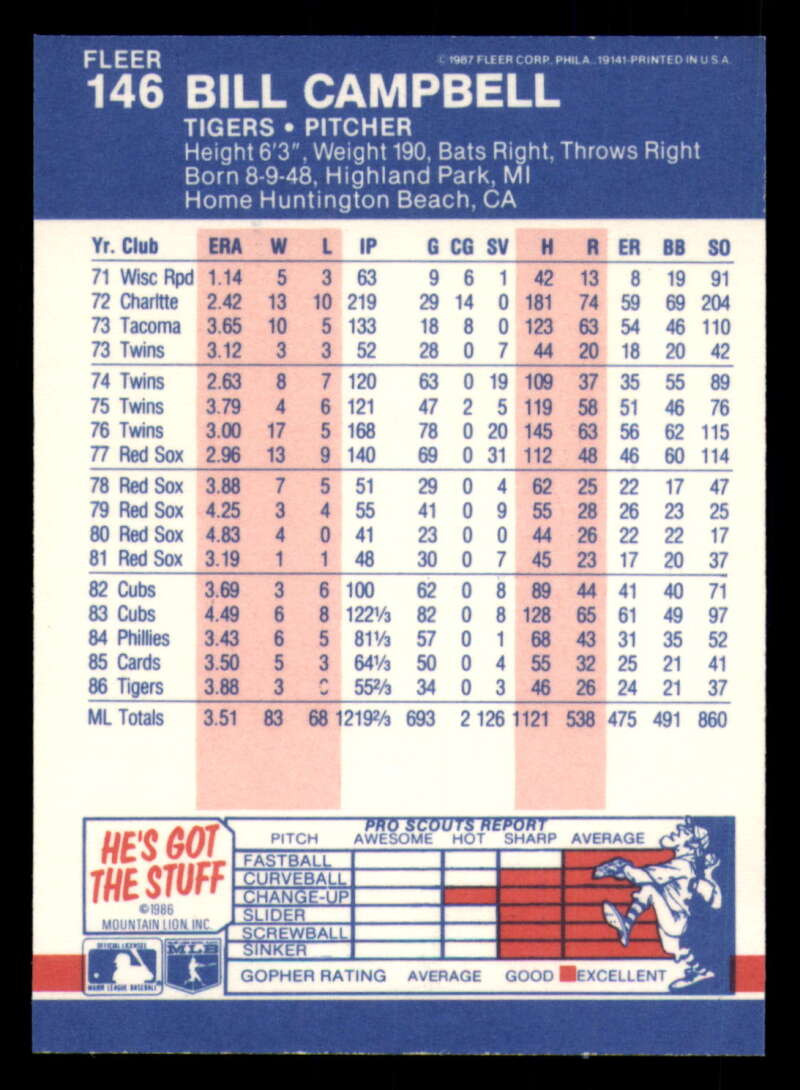 FLEER
© 1987 FLEER CORP. PHILA. 19141-PRINTED IN U S A.
146 BILL CAMPBELL
TIGERS • PITCHER
Height 6'3", Weight 190, Bats Right, Throws Right
Born 8-9-48, Highland Park, MI
Home Huntington Beach, CA
Yr. Club ERA W L IP G CG SV H R ER BB SO
71 Wisc Rpd 1.14 5 3 63 9 6 1 42 13 8 19 91
72 Charltte 2.42 13 10 219 29 14 0 181 74 59 69 204
73 Tacoma 3.65 10 5 133 18 8 0 123 63 54 46 110
73 Twins 3.12 3 3 52 28 0 7 44 20 18 20 42
74 Twins 2.63 8 7 120 63 0 19 109 37 35 55 89
75 Twins 3.79 4 6 121 47 2 5 119 58 51 46 76
76 Twins 3.00 17 5 168 78 0 20 145 63 56 62 115
77 Red Sox 2.96 13 9 140 69 0 31 112 48 46 60 114
78 Red Sox 3.88 7 5 51 29 0 4 62 25 22 17 47
79 Red Sox 4.25 3 4 55 41 0 9 55 28 26 23 25
80 Red Sox 4.83 4 0 41 23 0 0 44 26 22 22 17
81 Red Sox 3.19 1 1 48 30 0 7 45 23 17 20 37
82 Cubs 3.69 3 6 100 62 0 8 89 44 41 40 71
83 Cubs 4.49 6 8 122⅓ 82 0 8 128 65 61 49 97
84 Phillies 3.43 6 5 81⅓ 57 0 1 68 43 31 35 52
85 Cards 3.50 5 3 64⅓ 50 0 4 55 32 25 21 41
86 Tigers 3.88 3 55⅔ 34 0 3 46 26 24 21 37
ML Totals 3.51 83 68 1219⅔ 693 2 126 1121 538 475 491 860
HE'S GOT
THE STUFF
©1986
MOUNTAIN LION, INC.
OFFICIAL LICENSEE
MAJOR LEAGUE BASEBALL
MLB
PRO SCOUTS REPORT
PITCH AWESOME HOT SHARP AVERAGE
FASTBALL
CURVEBALL
CHANGE-UP
SLIDER
SCREWBALL
SINKER
GOPHER RATING AVERAGE GOOD EXCELLENT